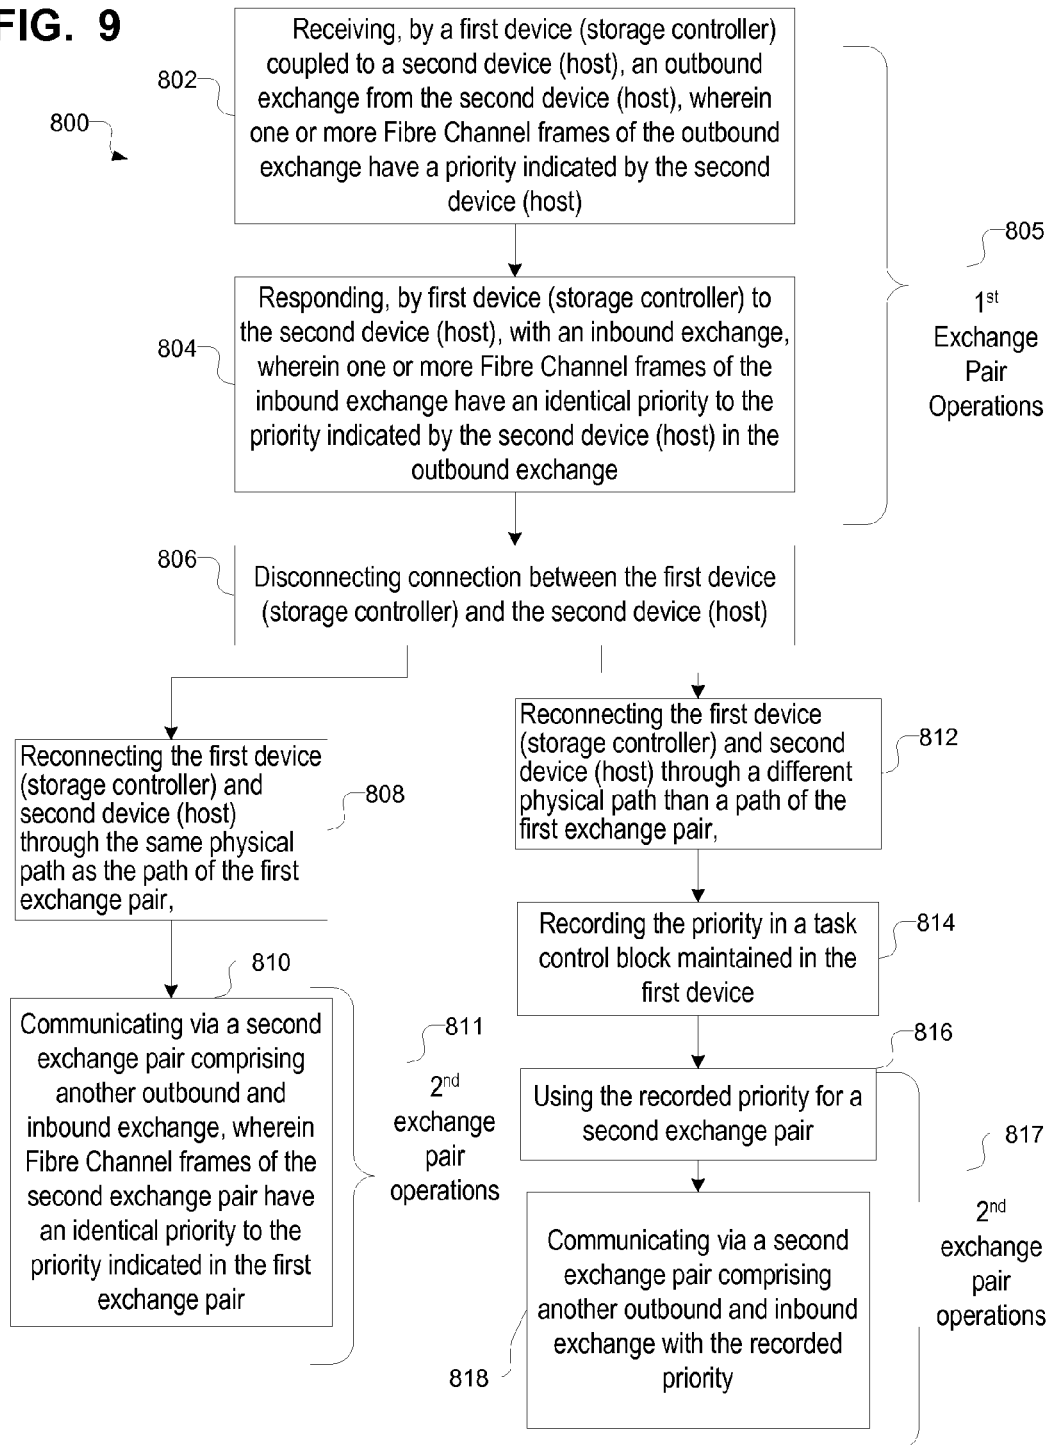 FIG. 9
800
802
Receiving, by a first device (storage controller)
coupled to a second device (host), an outbound
exchange from the second device (host), wherein
one or more Fibre Channel frames of the outbound
exchange have a priority indicated by the second
device (host)
804
Responding, by first device (storage controller) to
the second device (host), with an inbound exchange,
wherein one or more Fibre Channel frames of the
inbound exchange have an identical priority to the
priority indicated by the second device (host) in the
outbound exchange
805
1st
Exchange
Pair
Operations
806
Disconnecting connection between the first device
(storage controller) and the second device (host)
Reconnecting the first device
(storage controller) and
second device (host)
through the same physical
path as the path of the first
exchange pair,
808
810
Communicating via a second
exchange pair comprising
another outbound and
inbound exchange, wherein
Fibre Channel frames of the
second exchange pair have
an identical priority to the
priority indicated in the first
exchange pair
811
2nd
exchange
pair
operations
Reconnecting the first device
(storage controller) and second
device (host) through a different
physical path than a path of the
first exchange pair,
812
Recording the priority in a task
control block maintained in the
first device
814
816
Using the recorded priority for a
second exchange pair
817
2nd
exchange
pair
operations
Communicating via a second
exchange pair comprising
another outbound and inbound
exchange with the recorded
priority
818